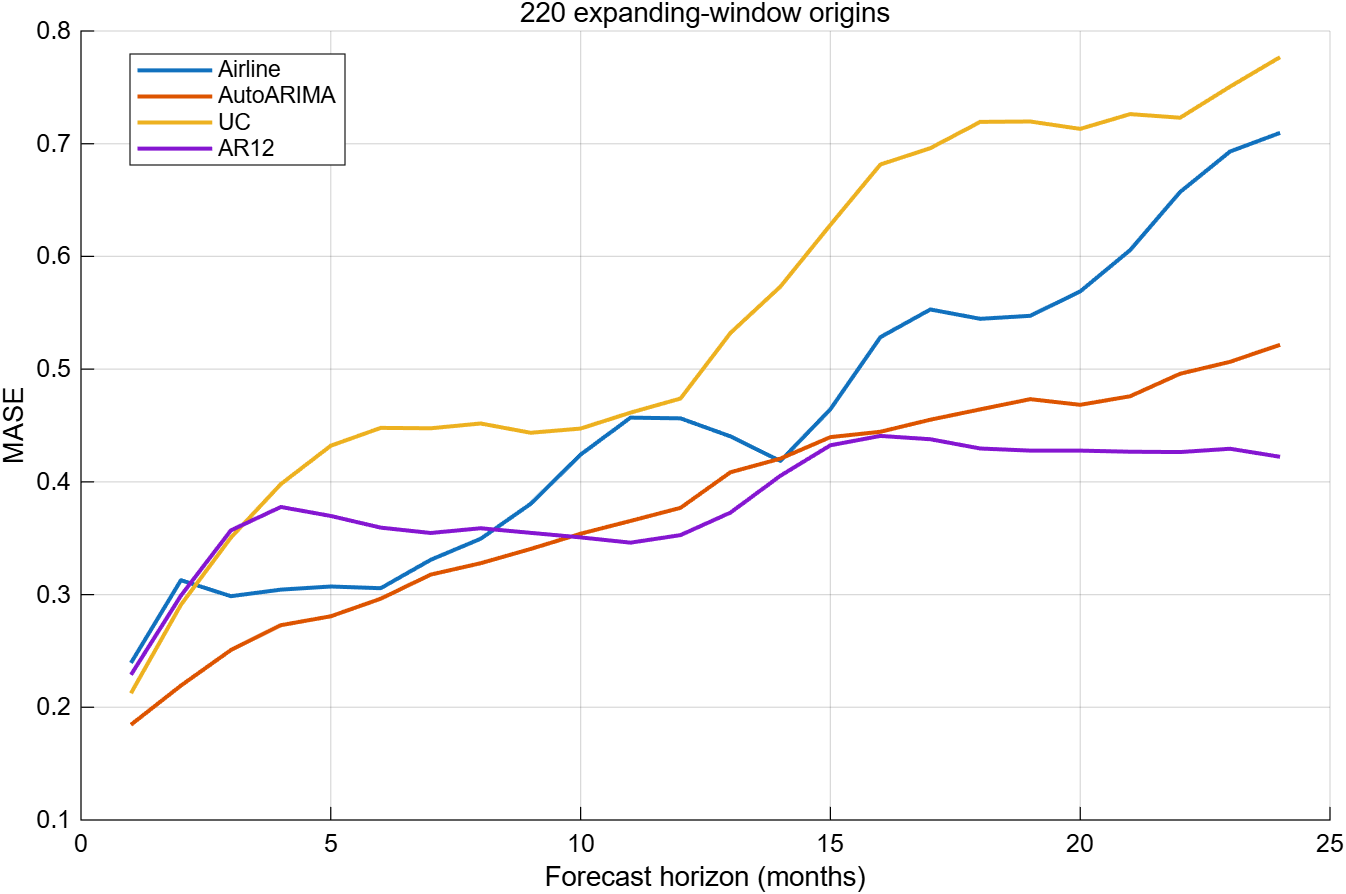 220 expanding-window origins
0.8
0.7
0.6
0.5
0.4
0.3
0.2
0.1
MASE
Airline
AutoARIMA
UC
AR12
0 5 10 15 20 25
Forecast horizon (months)